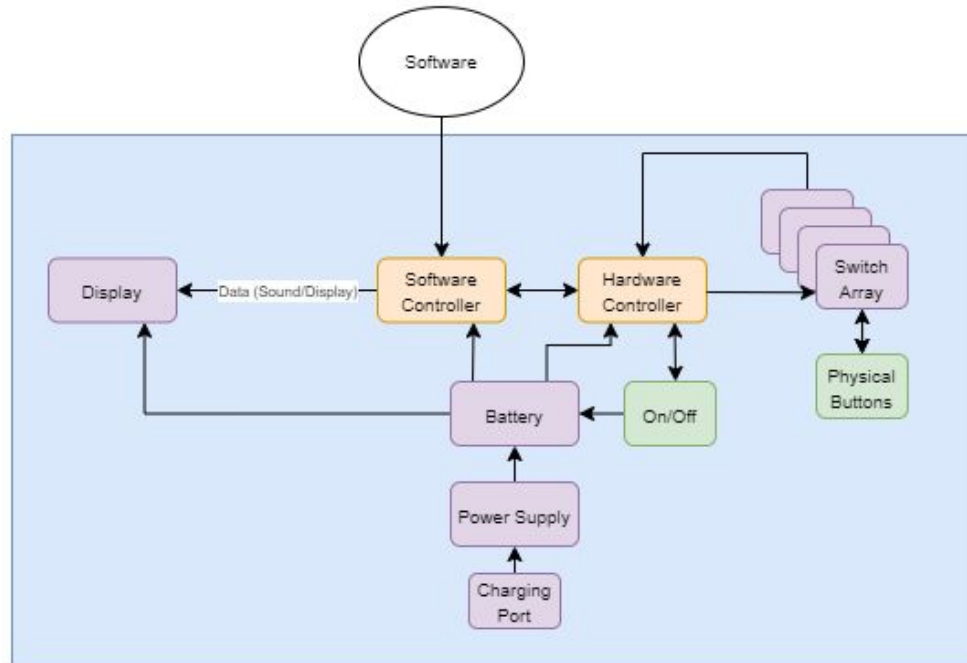 Software
Display
Data (Sound/Display)
Software
Controller
Hardware
Controller
Switch
Array
Physical
Buttons
Battery
On/Off
Power Supply
Charging
Port